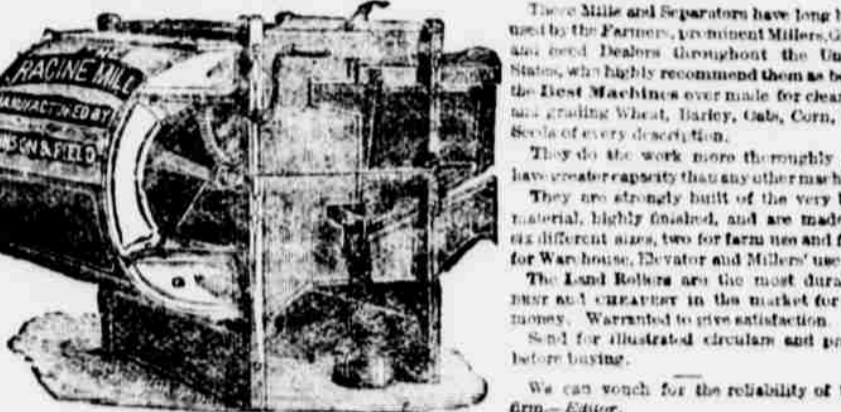 RACINE MILL
MANUFACTURED BY
& FIELD
These Mills and Separators have long b
used by the Farmers, prominent Millers, G
and Seed Dealers throughout the Un
States, who highly recommend them as be
the Best Machines ever made for clean
and grading Wheat, Barley, Oats, Corn,
Seeds of every description.
They do the work more thoroughly
have greater capacity than any other mach
They are strongly built of the very b
material, highly finished, and are made
six different sizes, two for farm use and f
for Warehouse, Elevator and Millers' use
The Land Rollers are the most dura
BEST and CHEAPEST in the market for
money. Warranted to give satisfaction
Send for illustrated circulars and pr
before buying.
We can vouch for the reliability of t
firm.—Editor.